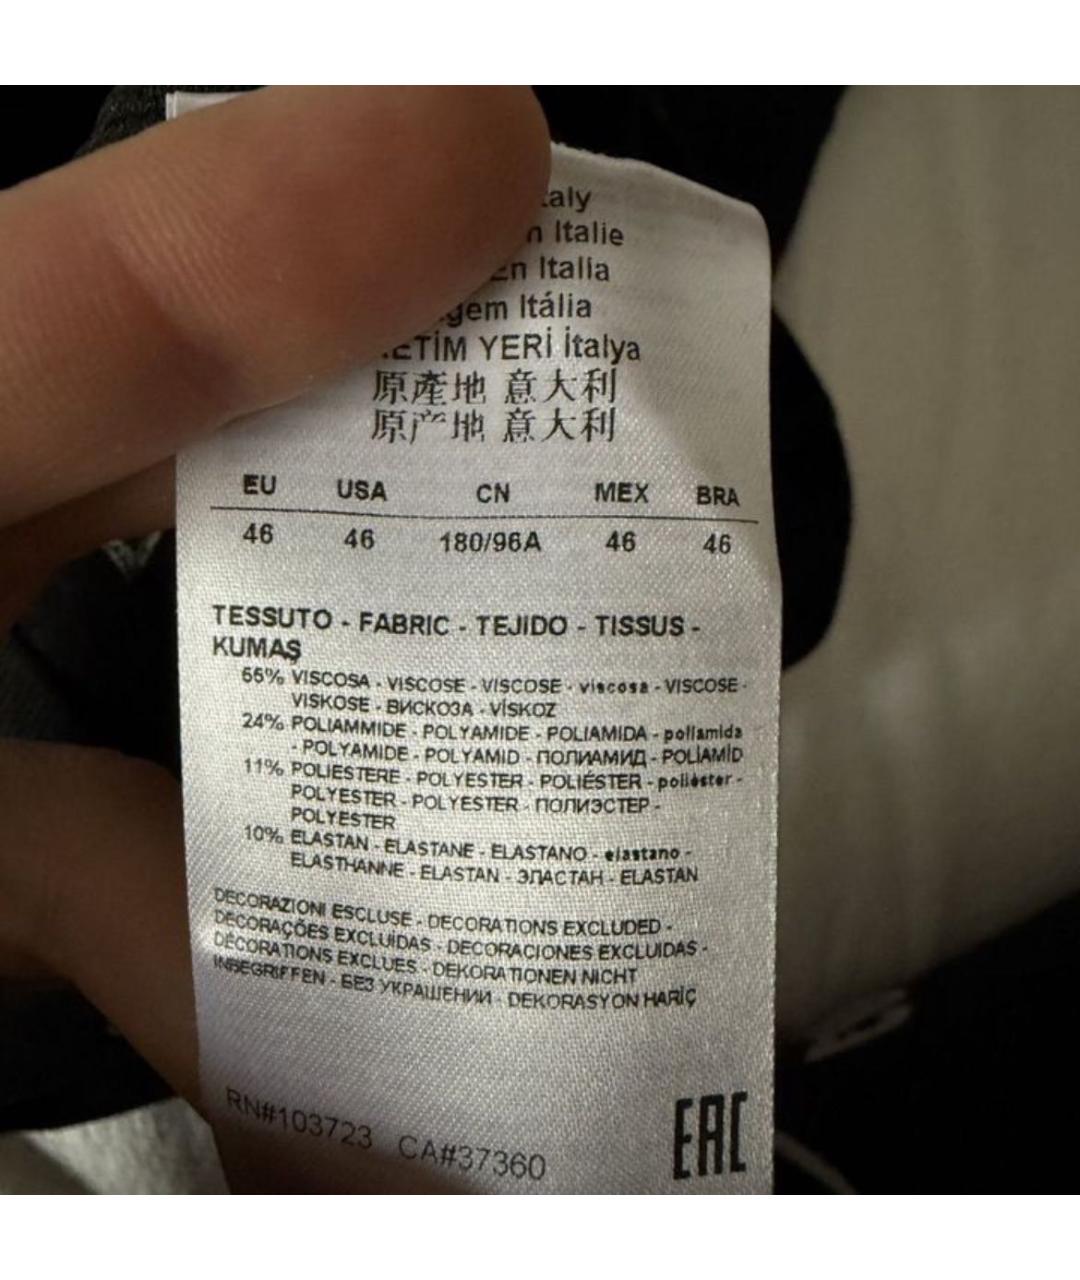 Italie
En Italia
Itália
YERİ İtalya
原產地 意大利
原产地 意大利
EU USA CN MEX BRA
46 46 180/96A 46 46
TESSUTO - FABRIC - TEJIDO - TISSUS -
KUMAŞ
VISCOSA - VISCOSE - VISCOSE - viscosa - VISCOSE -
VISKOSE - ВИСКОЗА - VİSKOZ
24% POLIAMMIDE - POLYAMIDE - POLIAMIDA - poliamida
- POLYAMIDE - POLYAMID - ПОЛИАМИД - POLİAMİD
11% POLIESTERE - POLYESTER - POLIÉSTER - poliéster -
POLYESTER - POLYESTER - ПОЛИЭСТЕР -
POLYESTER
10% ELASTAN - ELASTANE - ELASTANO - elastano -
ELASTHANNE - ELASTAN - ЭЛАСТАН - ELASTAN
DECORAZIONI ESCLUSE - DECORATIONS EXCLUDED -
DECORAÇÕES EXCLUÍDAS - DECORACIONES EXCLUIDAS -
DÉCORATIONS EXCLUES - DEKORATIONEN NICHT
INBEGRIFFEN - БЕЗ УКРАШЕНИИ - DEKORASYON HARİÇ
RN#103723 CA#37360
EAC